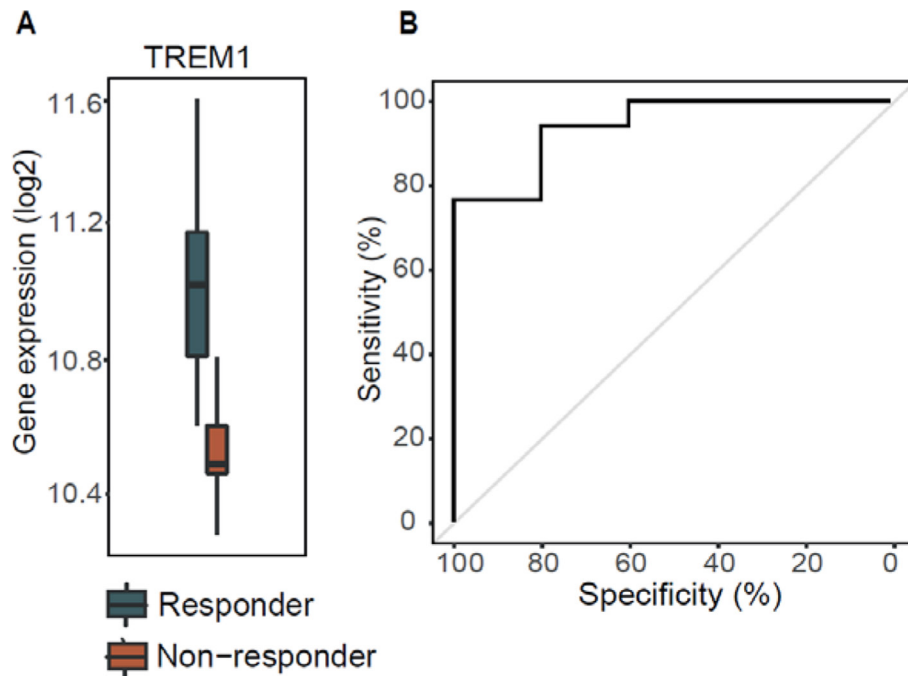 A
TREM1
Gene expression (log2)
11.6
11.2
10.8
10.4
Responder
Non-responder
B
Sensitivity (%)
100
80
60
40
20
0
100 80 60 40 20 0
Specificity (%)